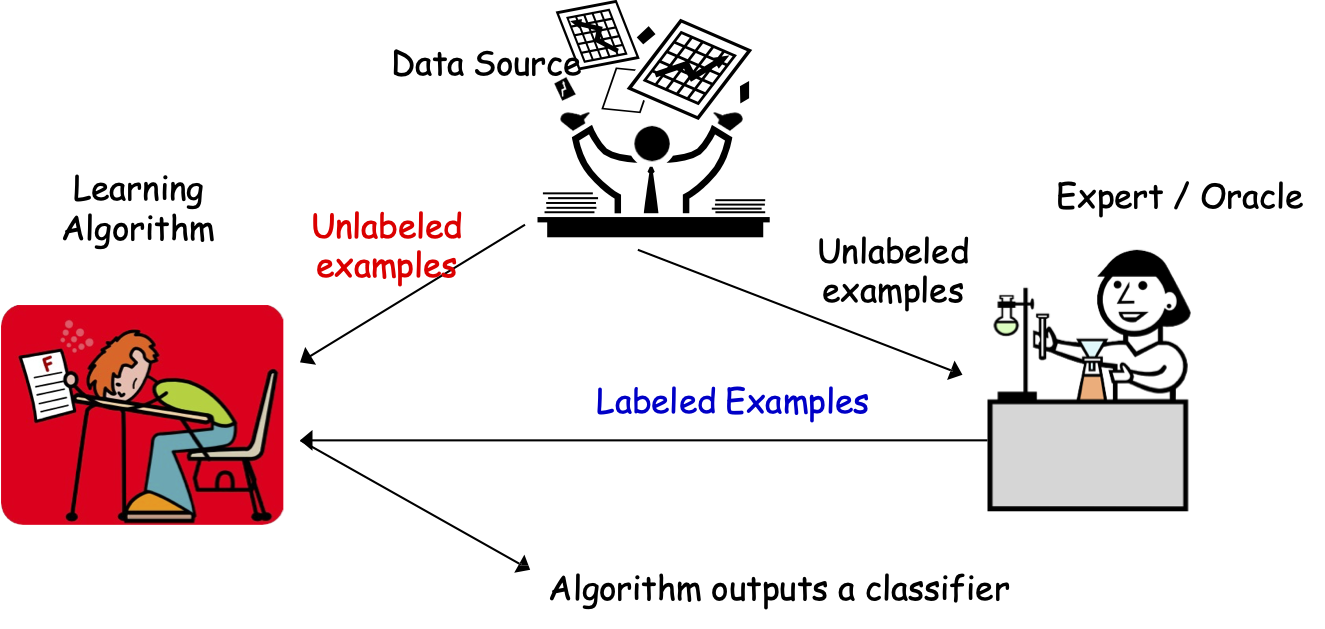 Data Source
Learning
Algorithm
Unlabeled
examples
Unlabeled
examples
Expert / Oracle
F
Labeled Examples
Algorithm outputs a classifier